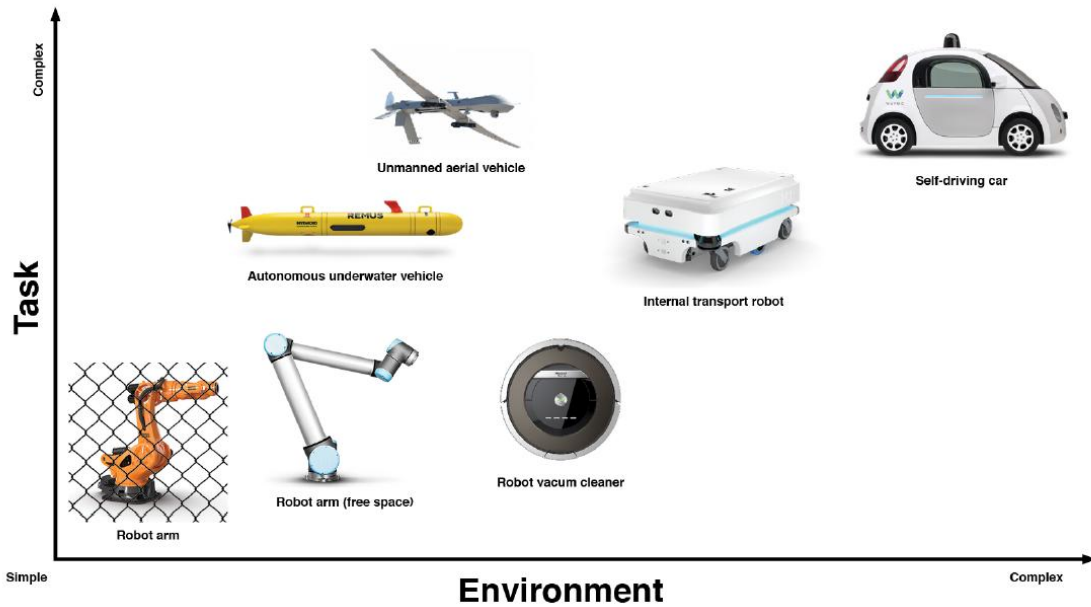 Complex
Unmanned aerial vehicle
WAYMO
Self-driving car
REMUS
Autonomous underwater vehicle
Internal transport robot
Task
Robot arm (free space)
Robot vacum cleaner
Robot arm
Simple
Environment
Complex